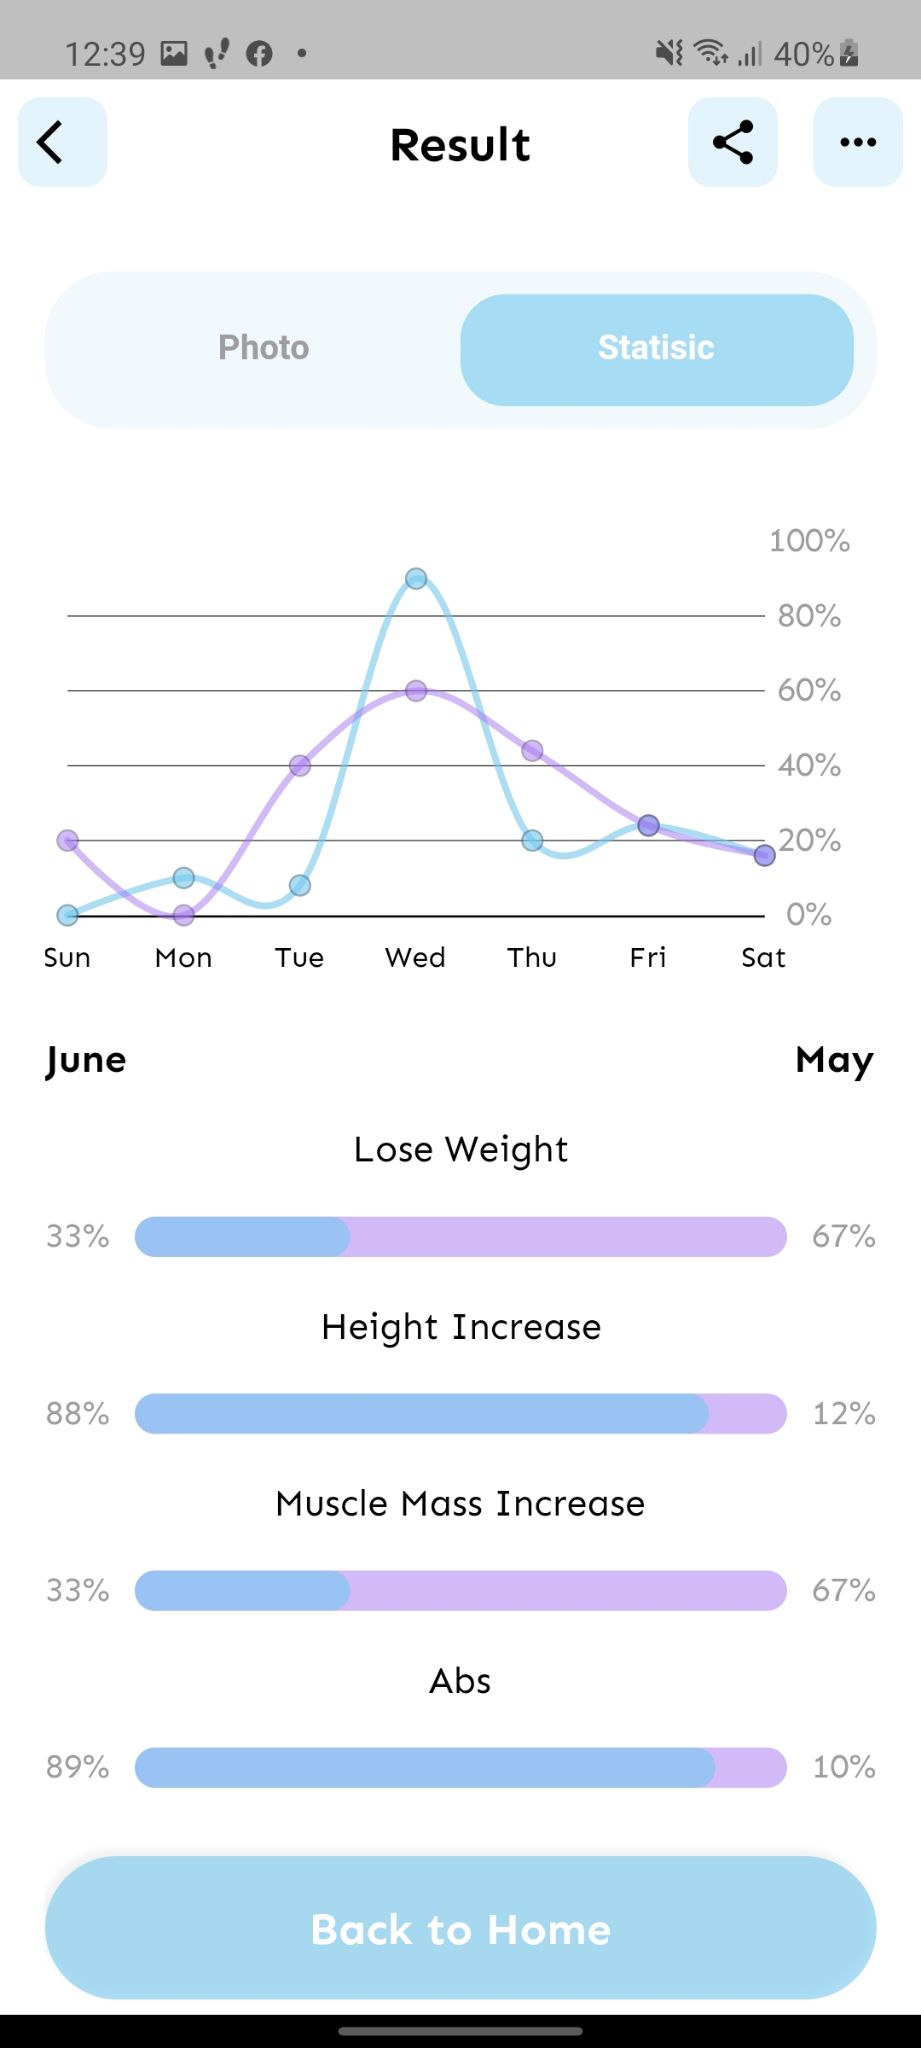 12:39 40%
Result
Photo Statisic
100%
80%
60%
40%
20%
0%
Sun Mon Tue Wed Thu Fri Sat
June May
Lose Weight
33% 67%
Height Increase
88% 12%
Muscle Mass Increase
33% 67%
Abs
89% 10%
Back to Home